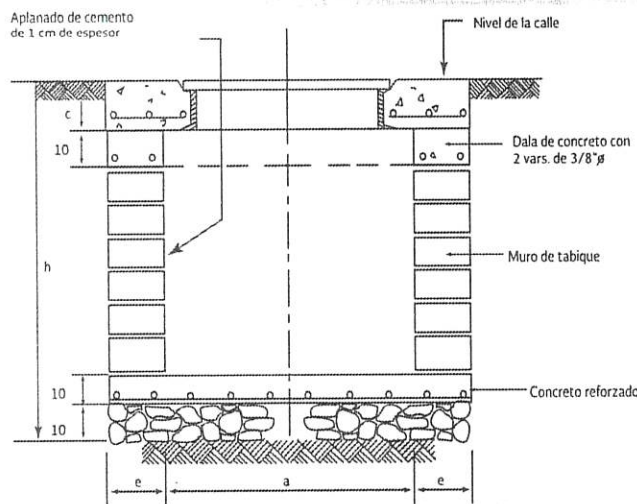 Aplanado de cemento
de 1 cm de espesor
Nivel de la calle
c
10
Dala de concreto con
2 vars. de 3/8"ø
h
Muro de tabique
10
Concreto reforzado
10
e
a
e